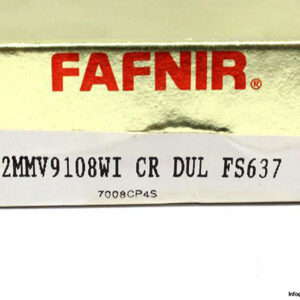 FAFNIR®
2MMV9108WI CR DUL FS637
7008CP4S